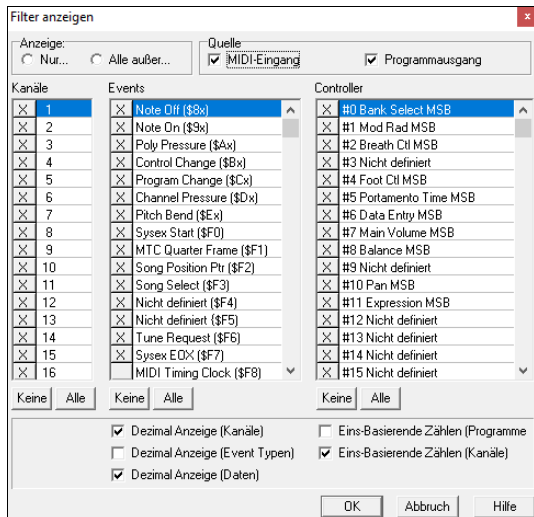 Filter anzeigen
x
Anzeige:
Nur...
Alle außer...
Quelle
MIDI-Eingang
Programmausgang
Kanäle
X 1
X 2
X 3
X 4
X 5
X 6
X 7
X 8
X 9
X 10
X 11
X 12
X 13
X 14
X 15
X 16
Keine Alle
Events
X Note Off ($8x)
X Note On ($9x)
X Poly Pressure ($Ax)
X Control Change ($Bx)
X Program Change ($Cx)
X Channel Pressure ($Dx)
X Pitch Bend ($Ex)
X Sysex Start ($F0)
X MTC Quarter Frame ($F1)
X Song Position Ptr ($F2)
X Song Select ($F3)
X Nicht definiert ($F4)
X Nicht definiert ($F5)
X Tune Request ($F6)
X Sysex EOX ($F7)
MIDI Timing Clock ($F8)
Keine Alle
Controller
X #0 Bank Select MSB
X #1 Mod Rad MSB
X #2 Breath Ctl MSB
X #3 Nicht definiert
X #4 Foot Ctl MSB
X #5 Portamento Time MSB
X #6 Data Entry MSB
X #7 Main Volume MSB
X #8 Balance MSB
X #9 Nicht definiert
X #10 Pan MSB
X #11 Expression MSB
X #12 Nicht definiert
X #13 Nicht definiert
X #14 Nicht definiert
X #15 Nicht definiert
Keine Alle
Dezimal Anzeige (Kanäle)
Dezimal Anzeige (Event Typen)
Dezimal Anzeige (Daten)
Eins-Basierende Zählen (Programme
Eins-Basierende Zählen (Kanäle)
OK Abbruch Hilfe